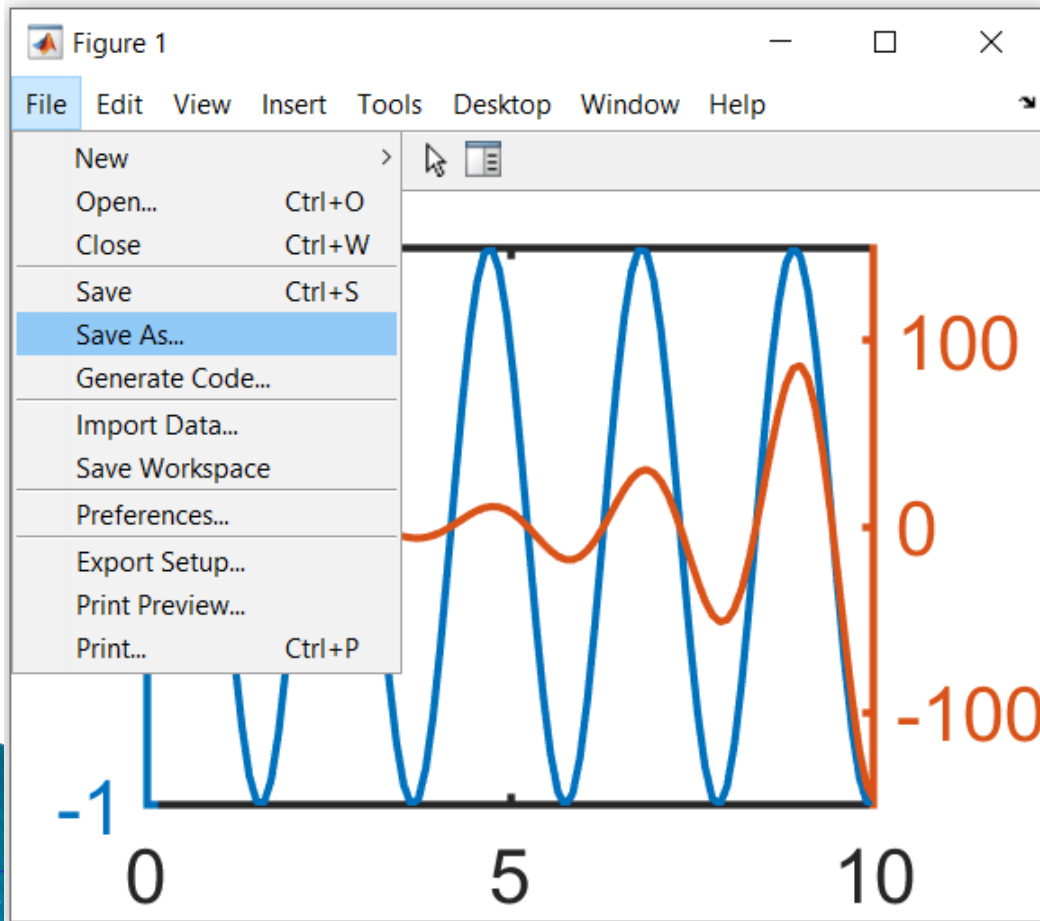 Figure 1
File Edit View Insert Tools Desktop Window Help
New
Open... Ctrl+O
Close Ctrl+W
Save Ctrl+S
Save As...
Generate Code...
Import Data...
Save Workspace
Preferences...
Export Setup...
Print Preview...
Print... Ctrl+P
100
0
-100
-1
0 5 10